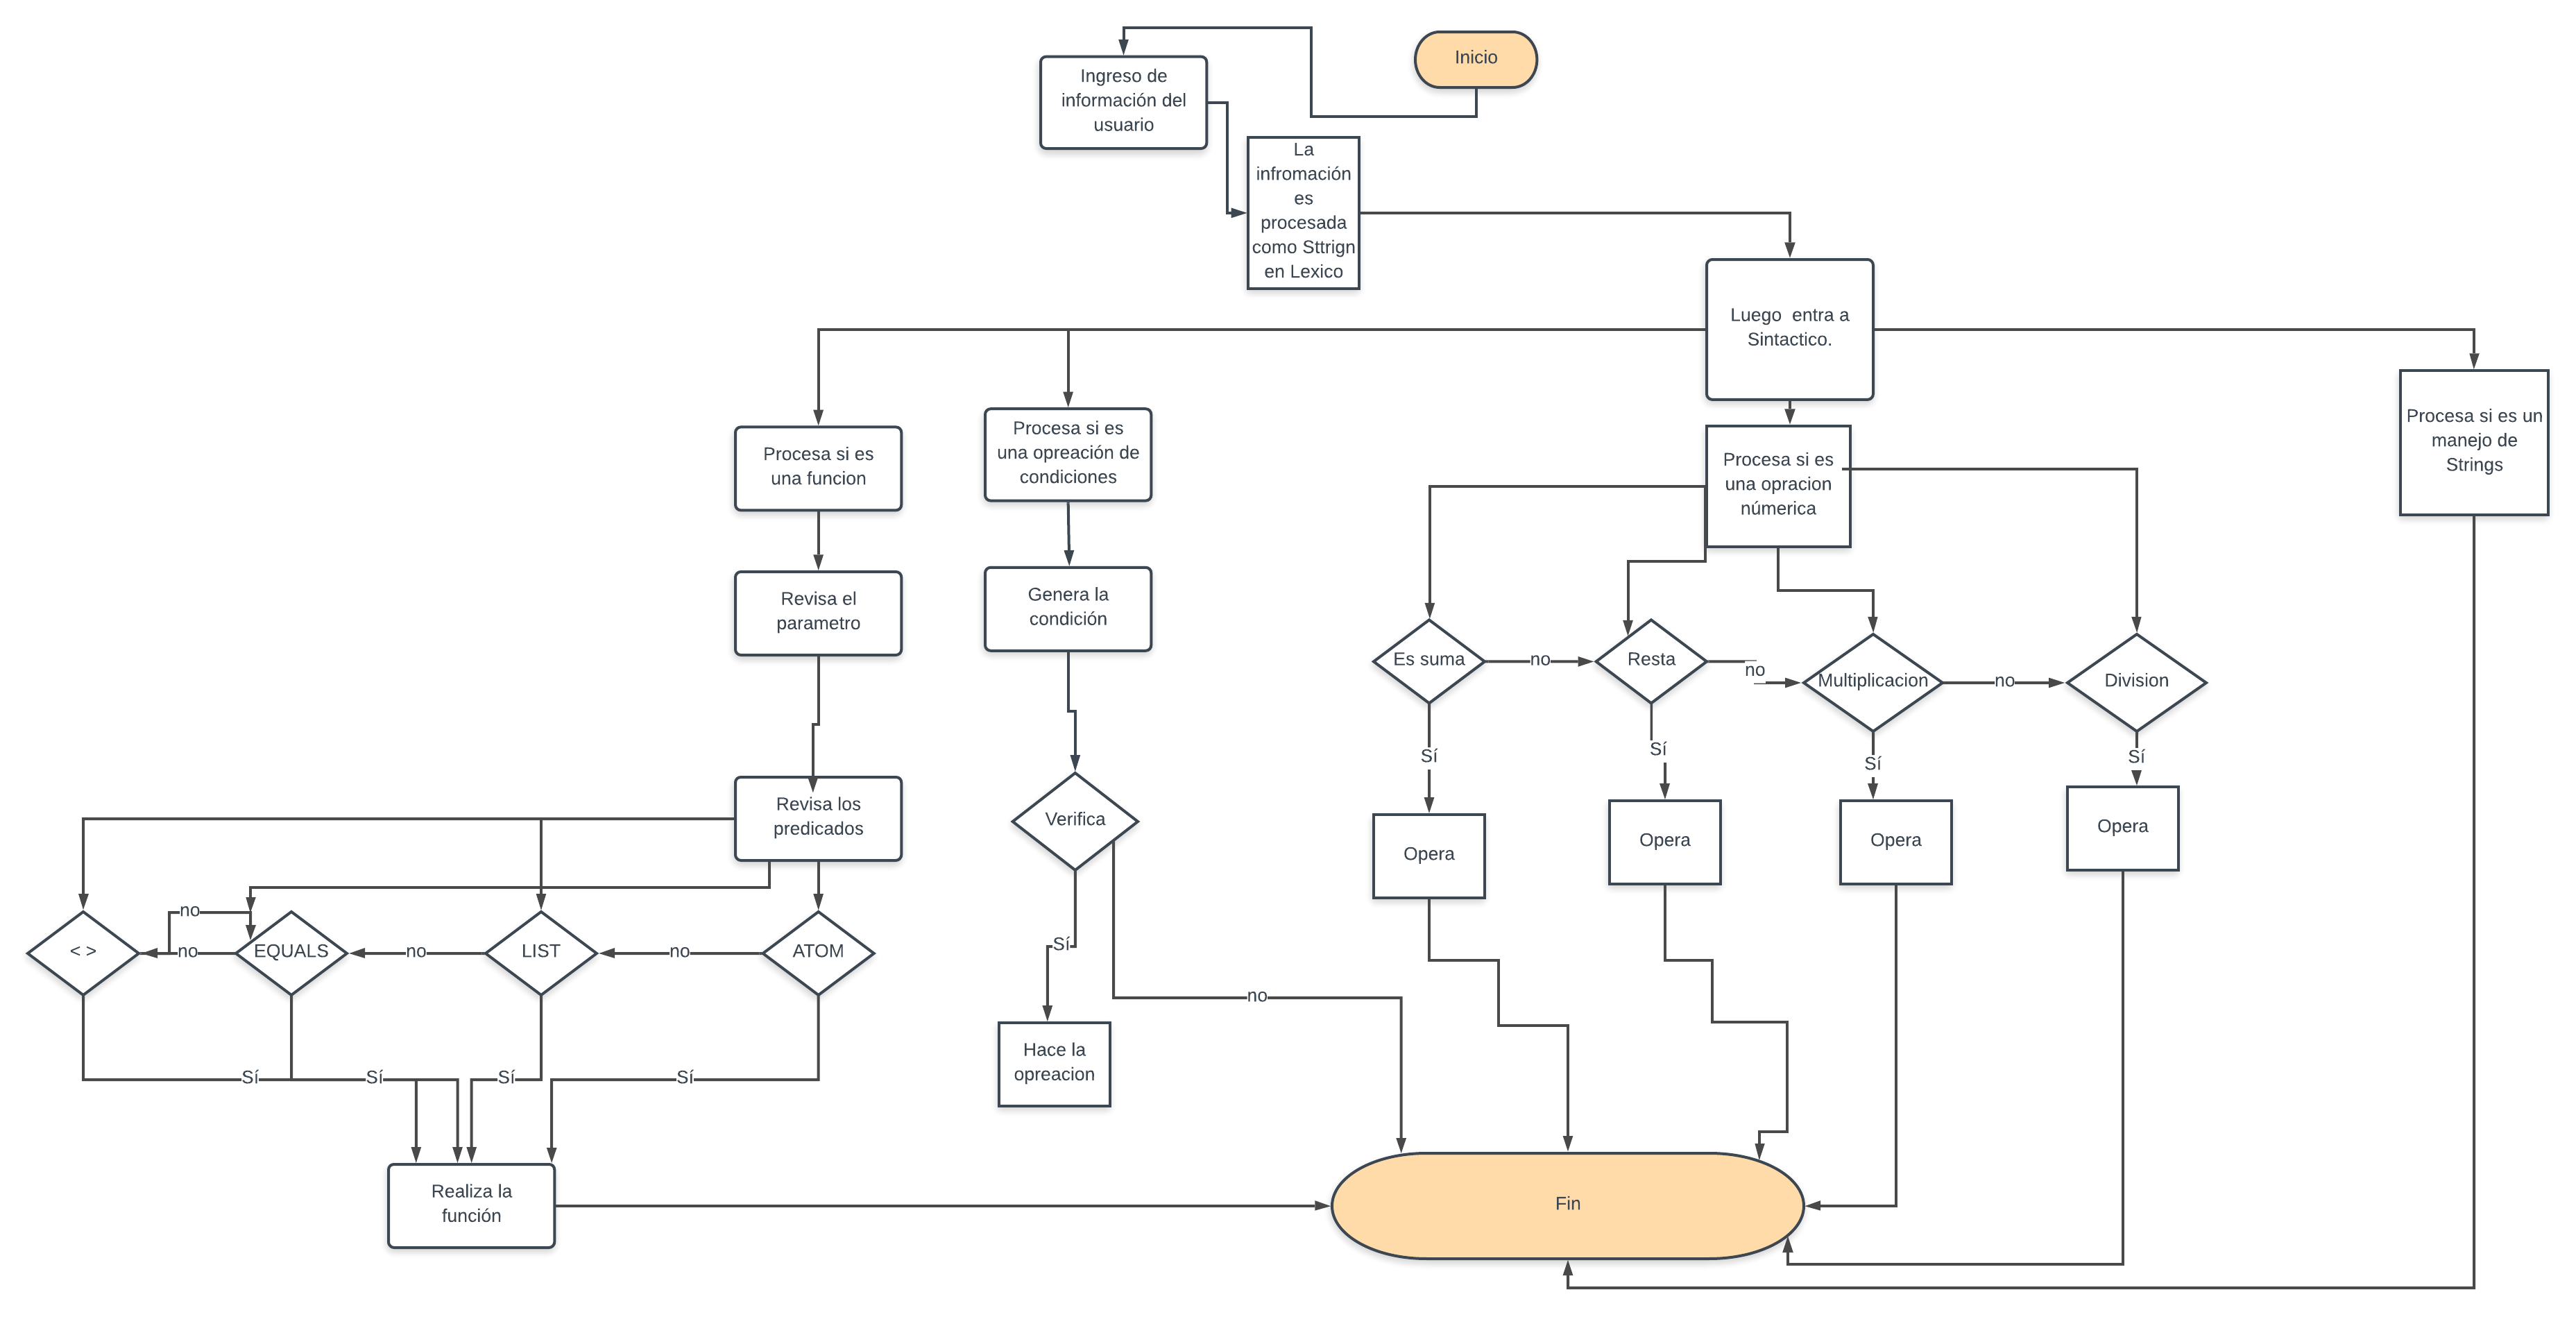 Inicio
Ingreso de
información del
usuario
La
infromación
es
procesada
como Sttrign
en Lexico
Luego  entra a
Sintactico.
Procesa si es
una funcion
Procesa si es
una opreación de
condiciones
Procesa si es
una opracion
númerica
Procesa si es un
manejo de
Strings
Revisa el
parametro
Genera la
condición
Es suma
no
Resta
no
Multiplicacion
no
Division
Sí
Sí
Sí
Sí
Revisa los
predicados
Verifica
Opera
Opera
Opera
Opera
no
< >
no
EQUALS
no
LIST
no
ATOM
Sí
no
Hace la
opreacion
Sí
Sí
Sí
Sí
Realiza la
función
Fin